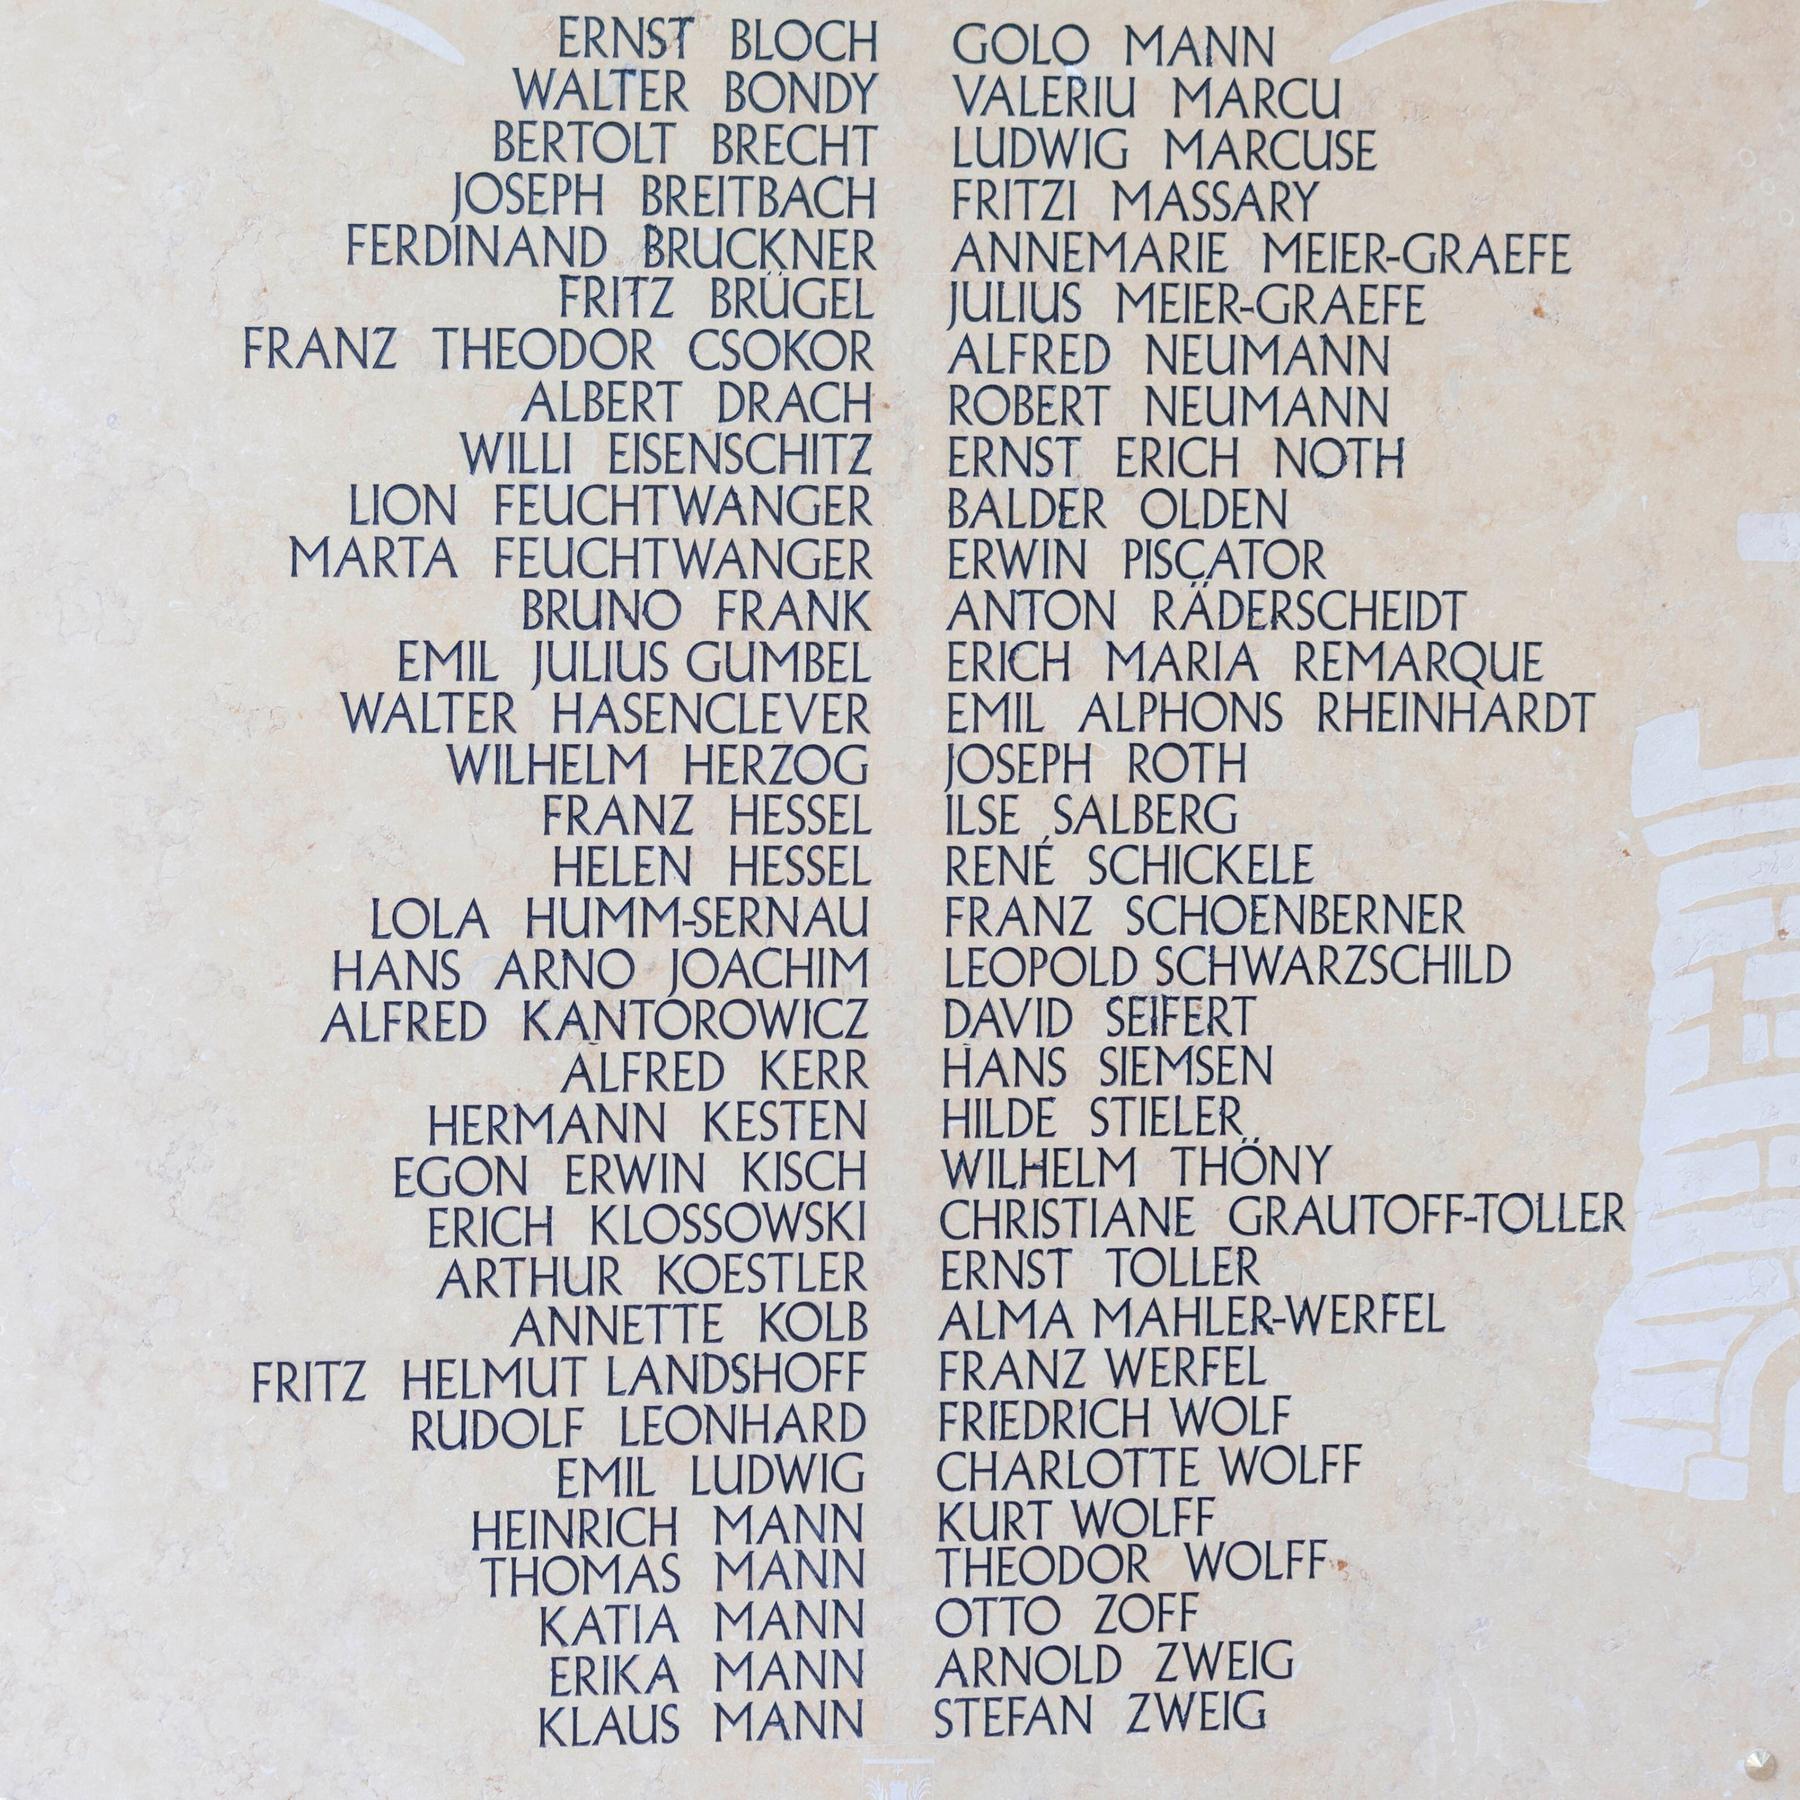 ERNST BLOCH
WALTER BONDY
BERTOLT BRECHT
JOSEPH BREITBACH
FERDINAND BRUCKNER
FRITZ BRÜGEL
FRANZ THEODOR CSOKOR
ALBERT DRACH
WILLI EISENSCHITZ
LION FEUCHTWANGER
MARTA FEUCHTWANGER
BRUNO FRANK
EMIL JULIUS GUMBEL
WALTER HASENCLEVER
WILHELM HERZOG
FRANZ HESSEL
HELEN HESSEL
LOLA HUMM-SERNAU
HANS ARNO JOACHIM
ALFRED KANTOROWICZ
ALFRED KERR
HERMANN KESTEN
EGON ERWIN KISCH
ERICH KLOSSOWSKI
ARTHUR KOESTLER
ANNETTE KOLB
FRITZ HELMUT LANDSHOFF
RUDOLF LEONHARD
EMIL LUDWIG
HEINRICH MANN
THOMAS MANN
KATIA MANN
ERIKA MANN
KLAUS MANN
GOLO MANN
VALERIU MARCU
LUDWIG MARCUSE
FRITZI MASSARY
ANNEMARIE MEIER-GRAEFE
JULIUS MEIER-GRAEFE
ALFRED NEUMANN
ROBERT NEUMANN
ERNST ERICH NOTH
BALDER OLDEN
ERWIN PISCATOR
ANTON RÄDERSCHEIDT
ERICH MARIA REMARQUE
EMIL ALPHONS RHEINHARDT
JOSEPH ROTH
ILSE SALBERG
RENÉ SCHICKELE
FRANZ SCHOENBERNER
LEOPOLD SCHWARZSCHILD
DAVID SEIFERT
HANS SIEMSEN
HILDE STIELER
WILHELM THÖNY
CHRISTIANE GRAUTOFF-TOLLER
ERNST TOLLER
ALMA MAHLER-WERFEL
FRANZ WERFEL
FRIEDRICH WOLF
CHARLOTTE WOLFF
KURT WOLFF
THEODOR WOLFF
OTTO ZOFF
ARNOLD ZWEIG
STEFAN ZWEIG